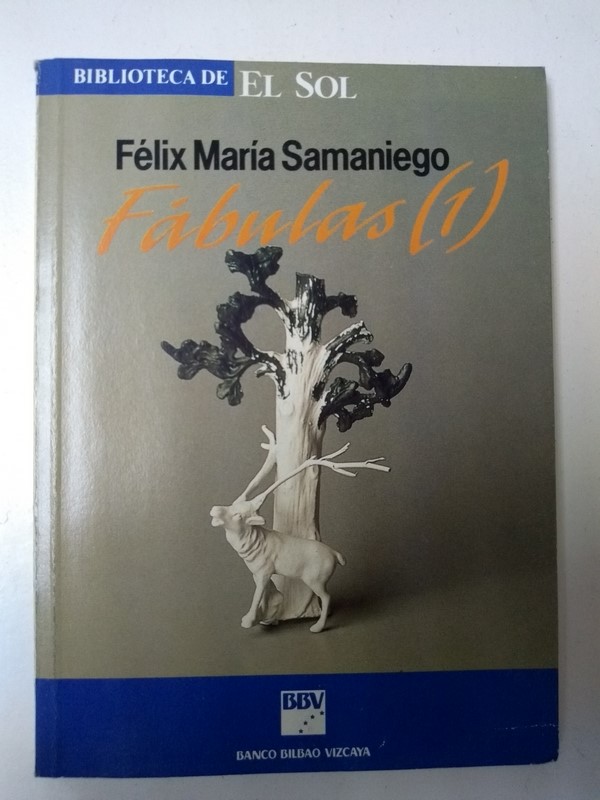 BIBLIOTECA DE EL SOL
Félix María Samaniego
Fábulas (1)
BBV
BANCO BILBAO VIZCAYA